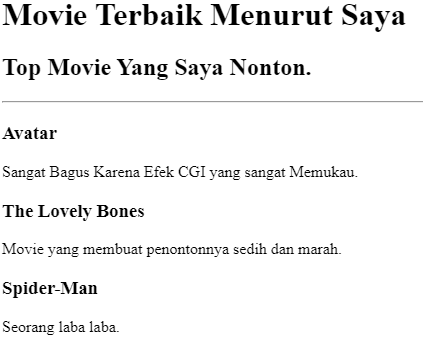 Movie Terbaik Menurut Saya
Top Movie Yang Saya Nonton.
Avatar
Sangat Bagus Karena Efek CGI yang sangat Memukau.
The Lovely Bones
Movie yang membuat penontonnya sedih dan marah.
Spider-Man
Seorang laba laba.